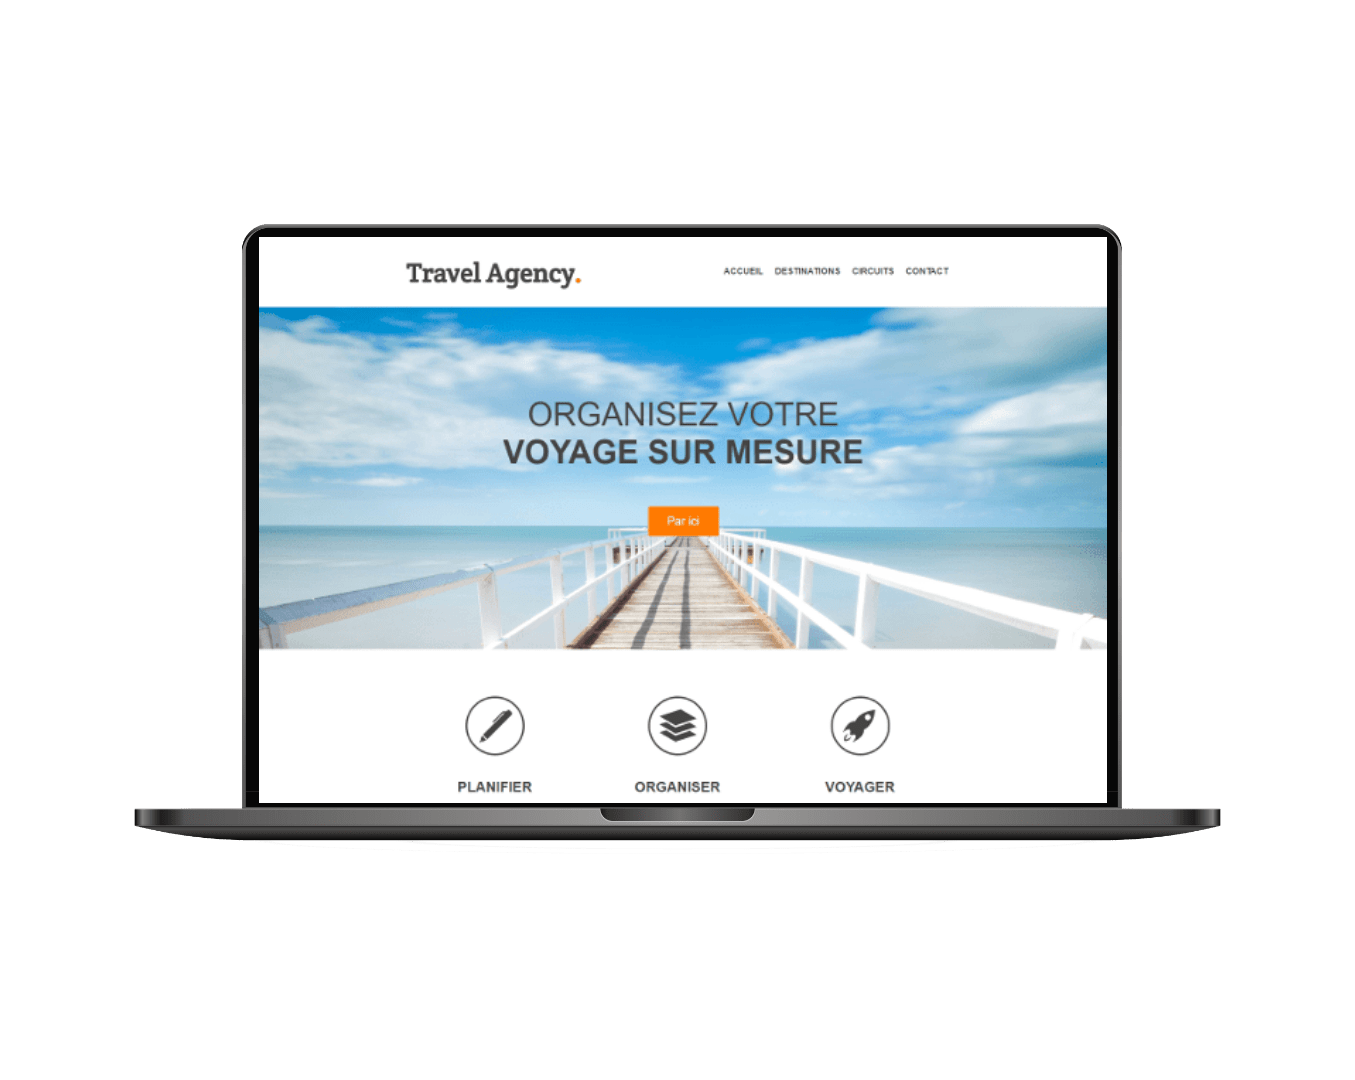 Travel Agency.
ACCUEIL DESTINATIONS CIRCUITS CONTACT
ORGANISEZ VOTRE
VOYAGE SUR MESURE
Par ici
PLANIFIER ORGANISER VOYAGER